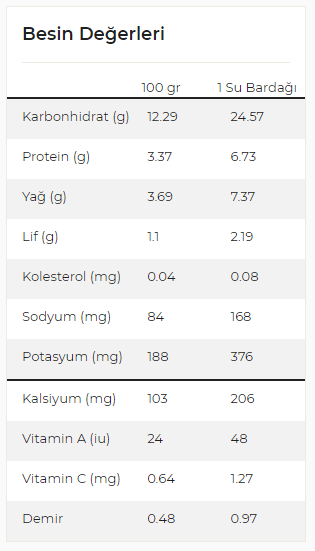 Besin Değerleri
100 gr 1 Su Bardağı
Karbonhidrat (g) 12.29 24.57
Protein (g) 3.37 6.73
Yağ (g) 3.69 7.37
Lif (g) 1.1 2.19
Kolesterol (mg) 0.04 0.08
Sodyum (mg) 84 168
Potasyum (mg) 188 376
Kalsiyum (mg) 103 206
Vitamin A (iu) 24 48
Vitamin C (mg) 0.64 1.27
Demir 0.48 0.97